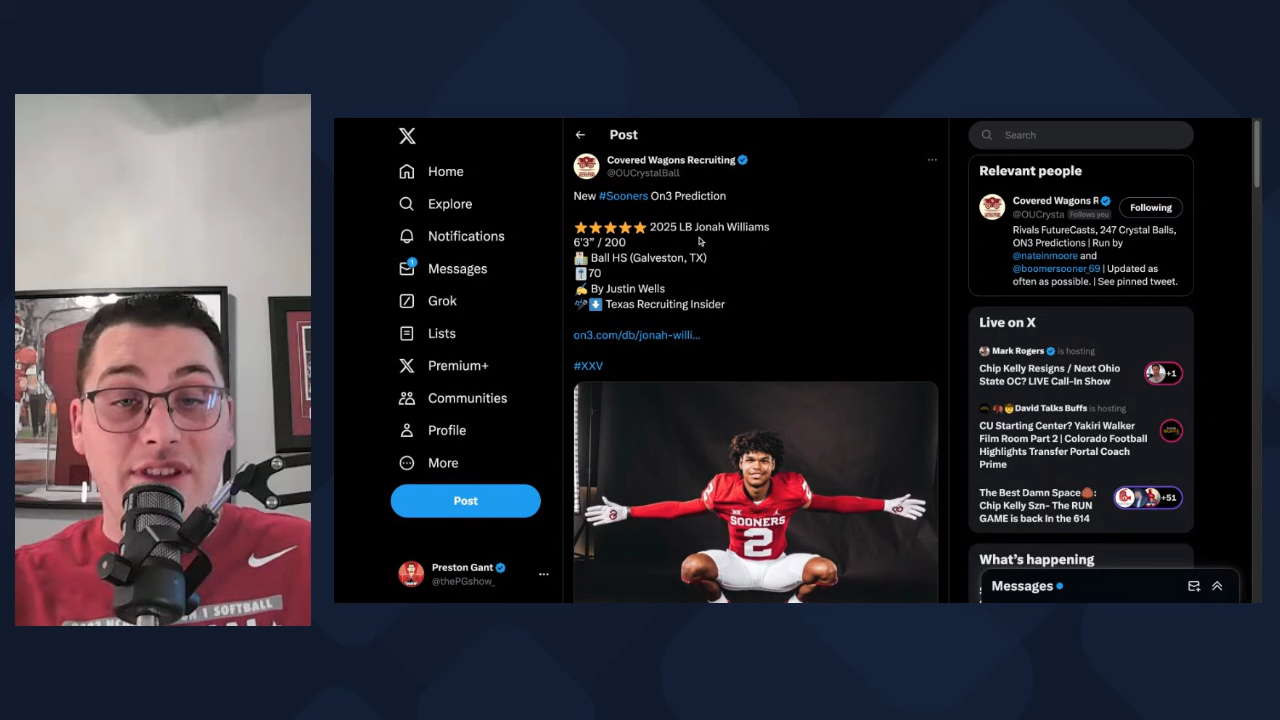 1 SOFTBALL
Home
Explore
Notifications
1
Messages
Grok
Lists
Premium+
Communities
Profile
More
Post
Preston Gant
@thePGshow_
Post
Covered Wagons Recruiting
@OUCrystalBall
New #Sooners On3 Prediction
2025 LB Jonah Williams
6'3” / 200
Ball HS (Galveston, TX)
70
By Justin Wells
Texas Recruiting Insider
on3.com/db/jonah-willi...
#XXV
2
SOONERS
2
Search
Relevant people
Covered Wagons R
@OUCrysta Follows you
Following
Rivals FutureCasts, 247 Crystal Balls,
ON3 Predictions | Run by
@nateinmoore and
@boomersooner_69 | Updated as
often as possible. | See pinned tweet.
Live on X
Mark Rogers is hosting
Chip Kelly Resigns / Next Ohio
State OC? LIVE Call-In Show
+1
David Talks Buffs is hosting
CU Starting Center? Yakiri Walker
Film Room Part 2 | Colorado Football
Highlights Transfer Portal Coach
Prime
The Best Damn Space:
Chip Kelly Szn- The RUN
GAME is back In the 614
+51
What’s happening
Messages